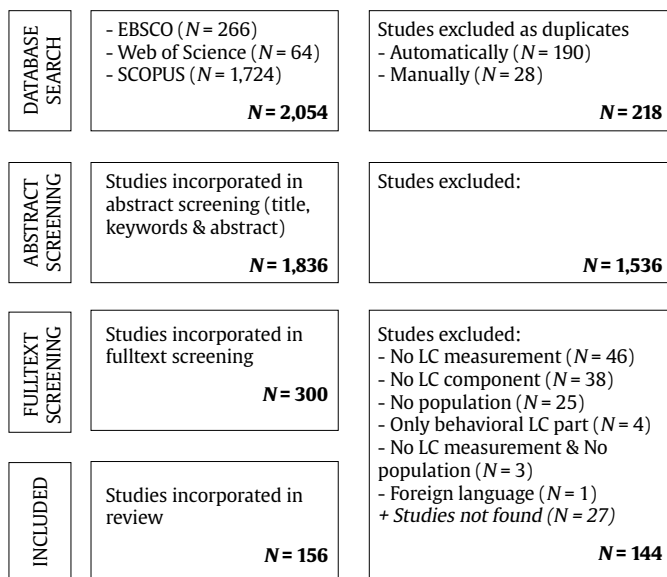 DATABASE
SEARCH
- EBSCO (N = 266)
- Web of Science (N = 64)
- SCOPUS (N = 1,724)
N = 2,054
Studes excluded as duplicates
- Automatically (N = 190)
- Manually (N = 28)
N = 218
ABSTRACT
SCREENING
Studies incorporated in
abstract screening (title,
keywords & abstract)
N = 1,836
Studes excluded:
N = 1,536
FULLTEXT
SCREENING
Studies incorporated in
fulltext screening
N = 300
Studes excluded:
- No LC measurement (N = 46)
- No LC component (N = 38)
- No population (N = 25)
- Only behavioral LC part (N = 4)
- No LC measurement & No
population (N = 3)
- Foreign language (N = 1)
+ Studies not found (N = 27)
N = 144
INCLUDED
Studies incorporated in
review
N = 156